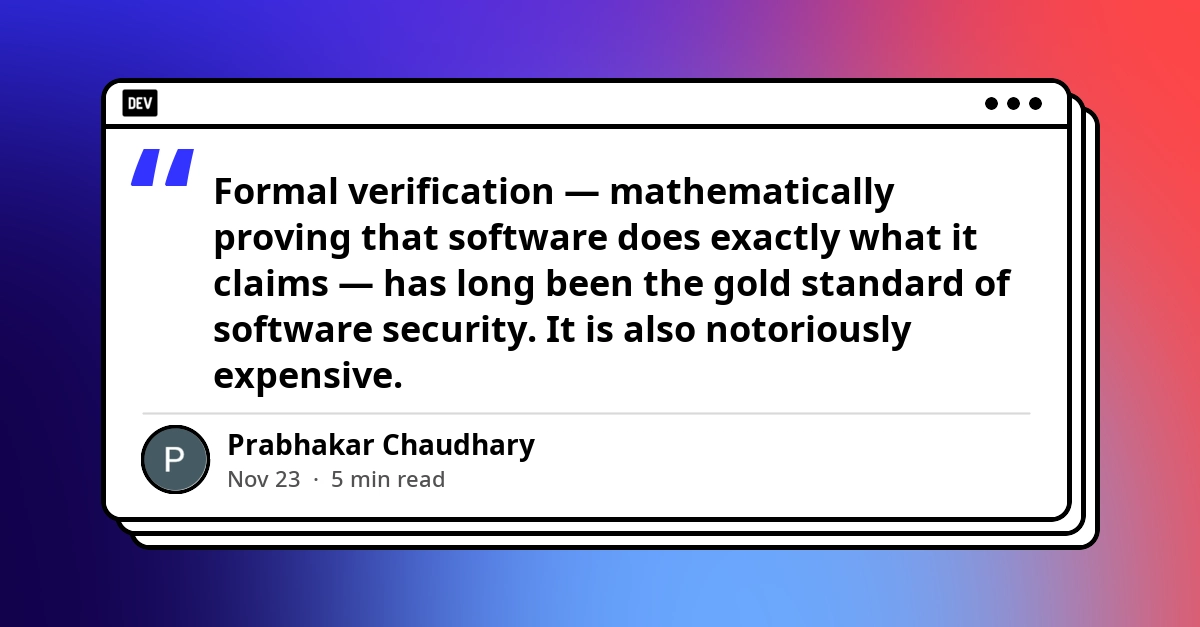 DEV
“
Formal verification — mathematically
proving that software does exactly what it
claims — has long been the gold standard of
software security. It is also notoriously
expensive.
P
Prabhakar Chaudhary
Nov 23 · 5 min read